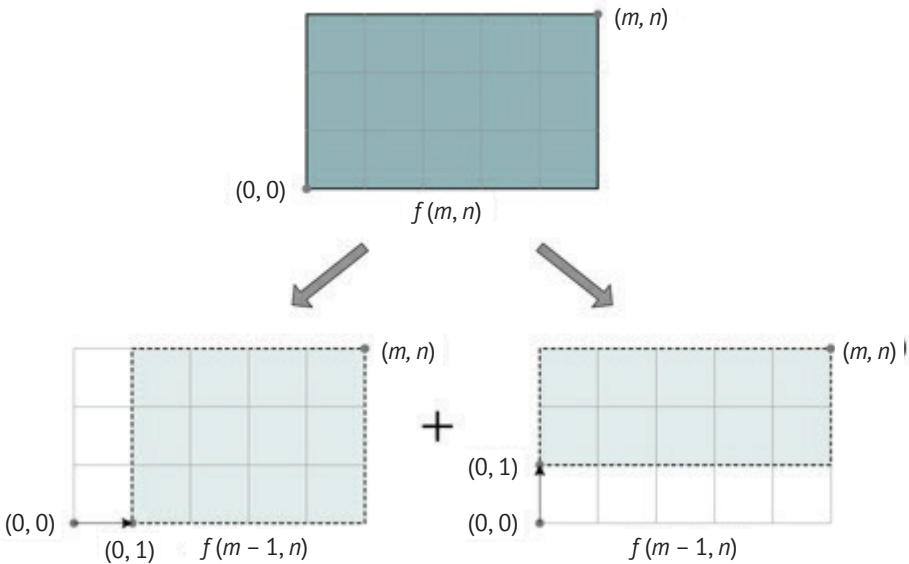 (m, n)
(0, 0)
f (m, n)
(m, n)
(m, n)
+
(0, 1)
(0, 0)
(0, 0)
(0, 1)
f (m − 1, n)
f (m − 1, n)